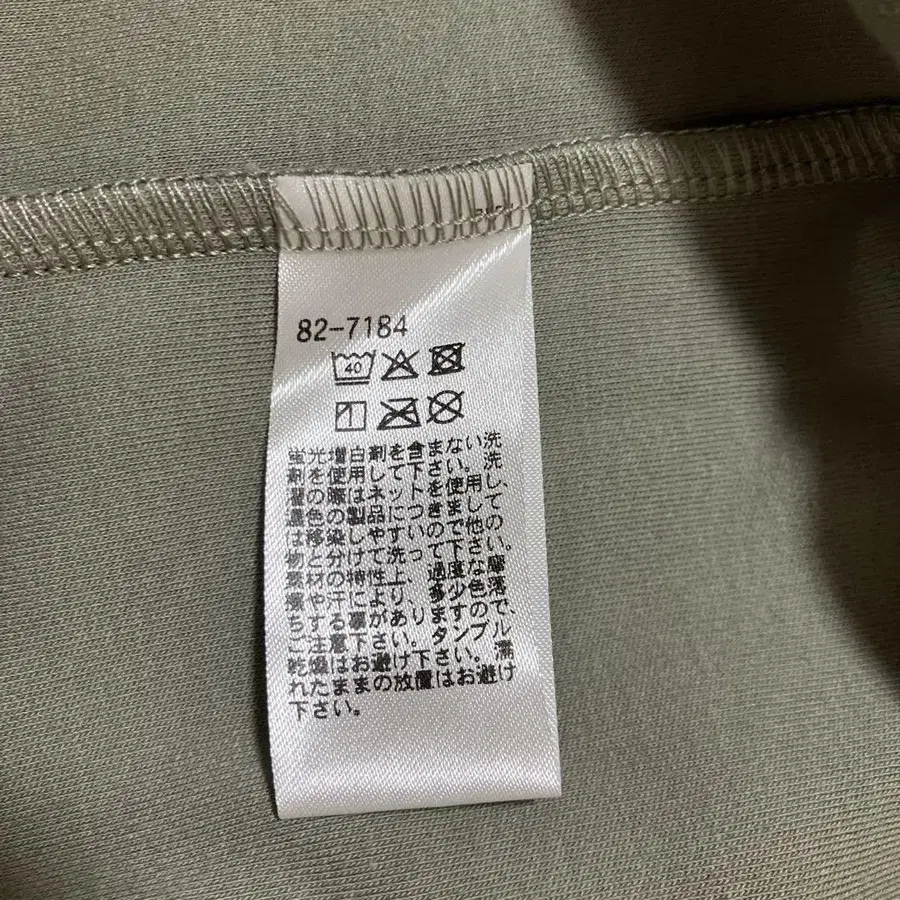 82-7184
40
蛍光増白剤を含まない洗
剤を使用して下さい。洗
濯の際はネットを使用し、
濃色の製品につきまして
は移染しやすいので他の
物と分けて洗って下さい。
素材の特性上、過度な摩
擦や汗により、多少色落
ちする事がありますので、
ご注意下さい。タンブル
乾燥はお避け下さい。濡
れたままの放置はお避け
下さい。